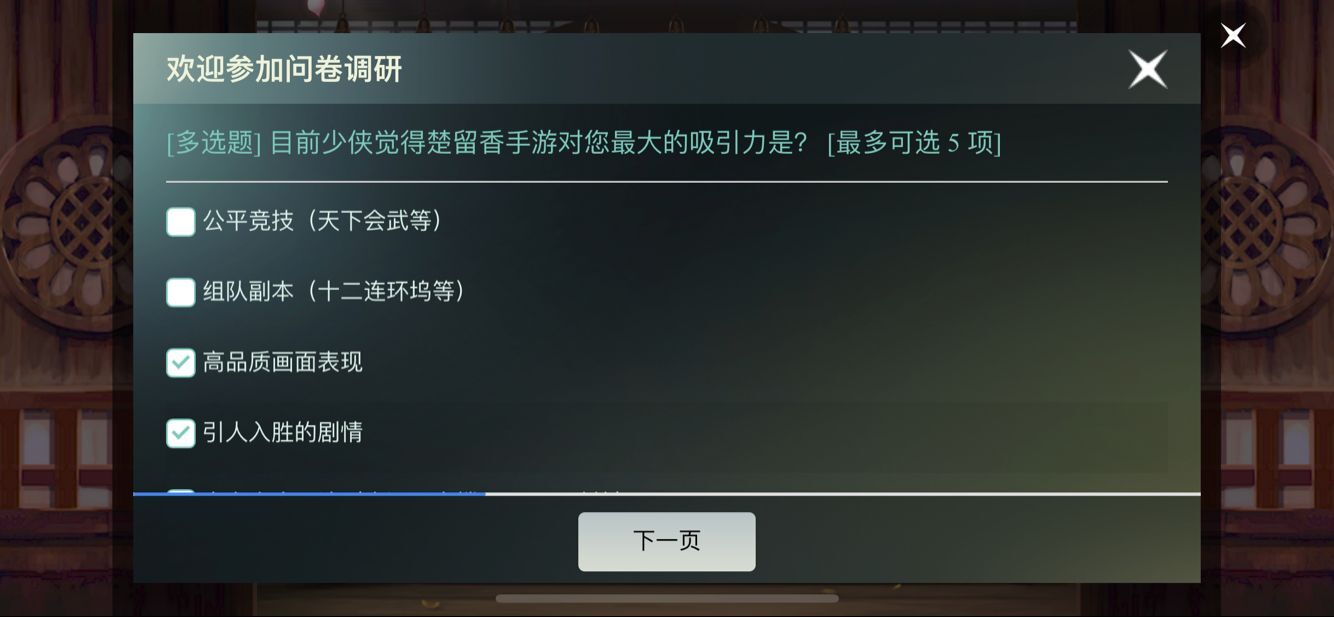 欢迎参加问卷调研
[多选题] 目前少侠觉得楚留香手游对您最大的吸引力是? [最多可选 5 项]
公平竞技（天下会武等）
组队副本（十二连环坞等）
高品质画面表现
引人入胜的剧情
下一页